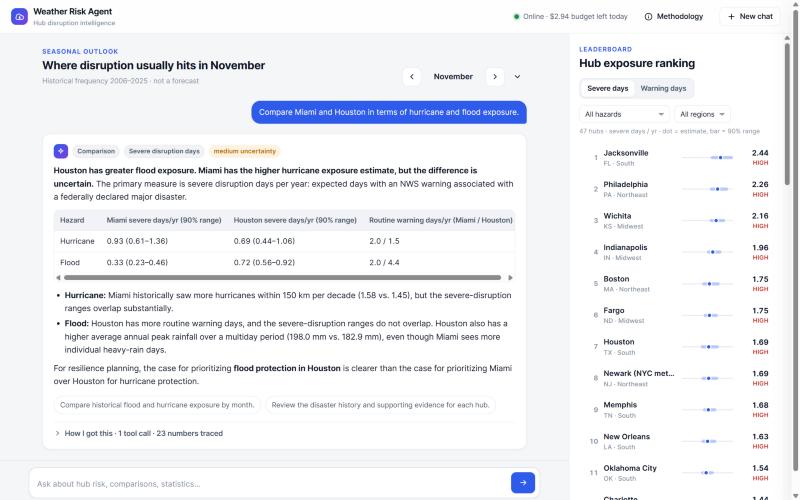 Weather Risk Agent
Hub disruption intelligence
Online · $2.94 budget left today
Methodology
New chat
SEASONAL OUTLOOK
Where disruption usually hits in November
Historical frequency 2006–2025 · not a forecast
November
Compare Miami and Houston in terms of hurricane and flood exposure.
Comparison
Severe disruption days
medium uncertainty
Houston has greater flood exposure. Miami has the higher hurricane exposure estimate, but the difference is
uncertain. The primary measure is severe disruption days per year: expected days with an NWS warning associated with
a federally declared major disaster.
Hazard Miami severe days/yr (90% range) Houston severe days/yr (90% range) Routine warning days/yr (Miami / Houston)
Hurricane 0.93 (0.61–1.36) 0.69 (0.44–1.06) 2.0 / 1.5
Flood 0.33 (0.23–0.46) 0.72 (0.56–0.92) 2.0 / 4.4
• Hurricane: Miami historically saw more hurricanes within 150 km per decade (1.58 vs. 1.45), but the severe-disruption
ranges overlap substantially.
• Flood: Houston has more routine warning days, and the severe-disruption ranges do not overlap. Houston also has a
higher average annual peak rainfall over a multiday period (198.0 mm vs. 182.9 mm), even though Miami sees more
individual heavy-rain days.
For resilience planning, the case for prioritizing flood protection in Houston is clearer than the case for prioritizing Miami
over Houston for hurricane protection.
Compare historical flood and hurricane exposure by month.
Review the disaster history and supporting evidence for each hub.
How I got this · 1 tool call · 23 numbers traced
Ask about hub risk, comparisons, statistics...
LEADERBOARD
Hub exposure ranking
Severe days
Warning days
All hazards
All regions
47 hubs · severe days / yr · dot = estimate, bar = 90% range
1 Jacksonville 2.44
FL · South HIGH
2 Philadelphia 2.26
PA · Northeast HIGH
3 Wichita 2.16
KS · Midwest HIGH
4 Indianapolis 1.96
IN · Midwest HIGH
5 Boston 1.75
MA · Northeast HIGH
6 Fargo 1.75
ND · Midwest HIGH
7 Houston 1.69
TX · South HIGH
8 Newark (NYC met... 1.69
NJ · Northeast HIGH
9 Memphis 1.68
TN · South HIGH
10 New Orleans 1.63
LA · South HIGH
11 Oklahoma City 1.54
OK · South HIGH
Charlotte 1.44